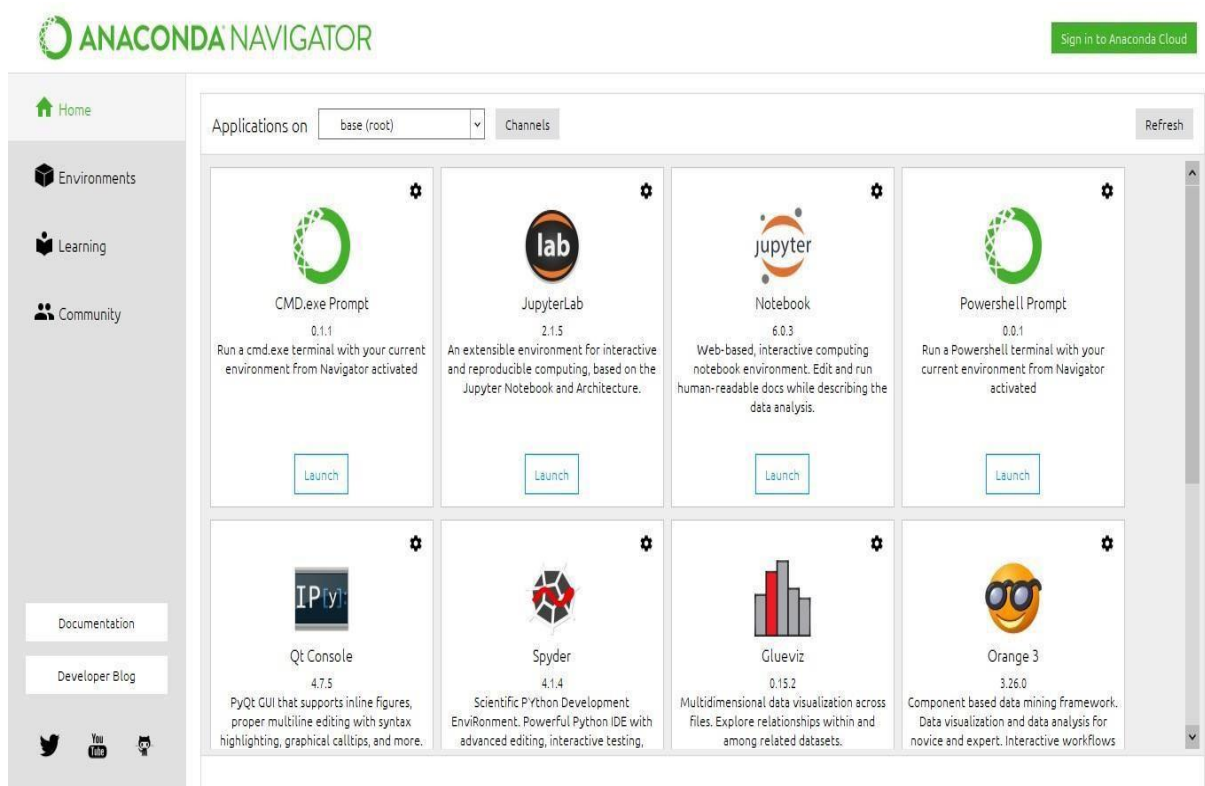 ANACONDA NAVIGATOR
Sign in to Anaconda Cloud
Home
Environments
Learning
Community
Documentation
Developer Blog
You
Tube
Applications on
base (root)
Channels
Refresh
CMD.exe Prompt
0.1.1
Run a cmd.exe terminal with your current
environment from Navigator activated
Launch
lab
JupyterLab
2.1.5
An extensible environment for interactive
and reproducible computing, based on the
Jupyter Notebook and Architecture.
Launch
jupyter
Notebook
6.0.3
Web-based, interactive computing
notebook environment. Edit and run
human-readable docs while describing the
data analysis.
Launch
Powershell Prompt
0.0.1
Run a Powershell terminal with your
current environment from Navigator
activated
Launch
IP[y]:
Qt Console
4.7.5
PyQt GUI that supports inline figures,
proper multiline editing with syntax
highlighting, graphical calltips, and more.
Spyder
4.1.4
Scientific PYthon Development
EnviRonment. Powerful Python IDE with
advanced editing, interactive testing,
Glueviz
0.15.2
Multidimensional data visualization across
files. Explore relationships within and
among related datasets.
Orange 3
3.26.0
Component based data mining framework.
Data visualization and data analysis for
novice and expert. Interactive workflows